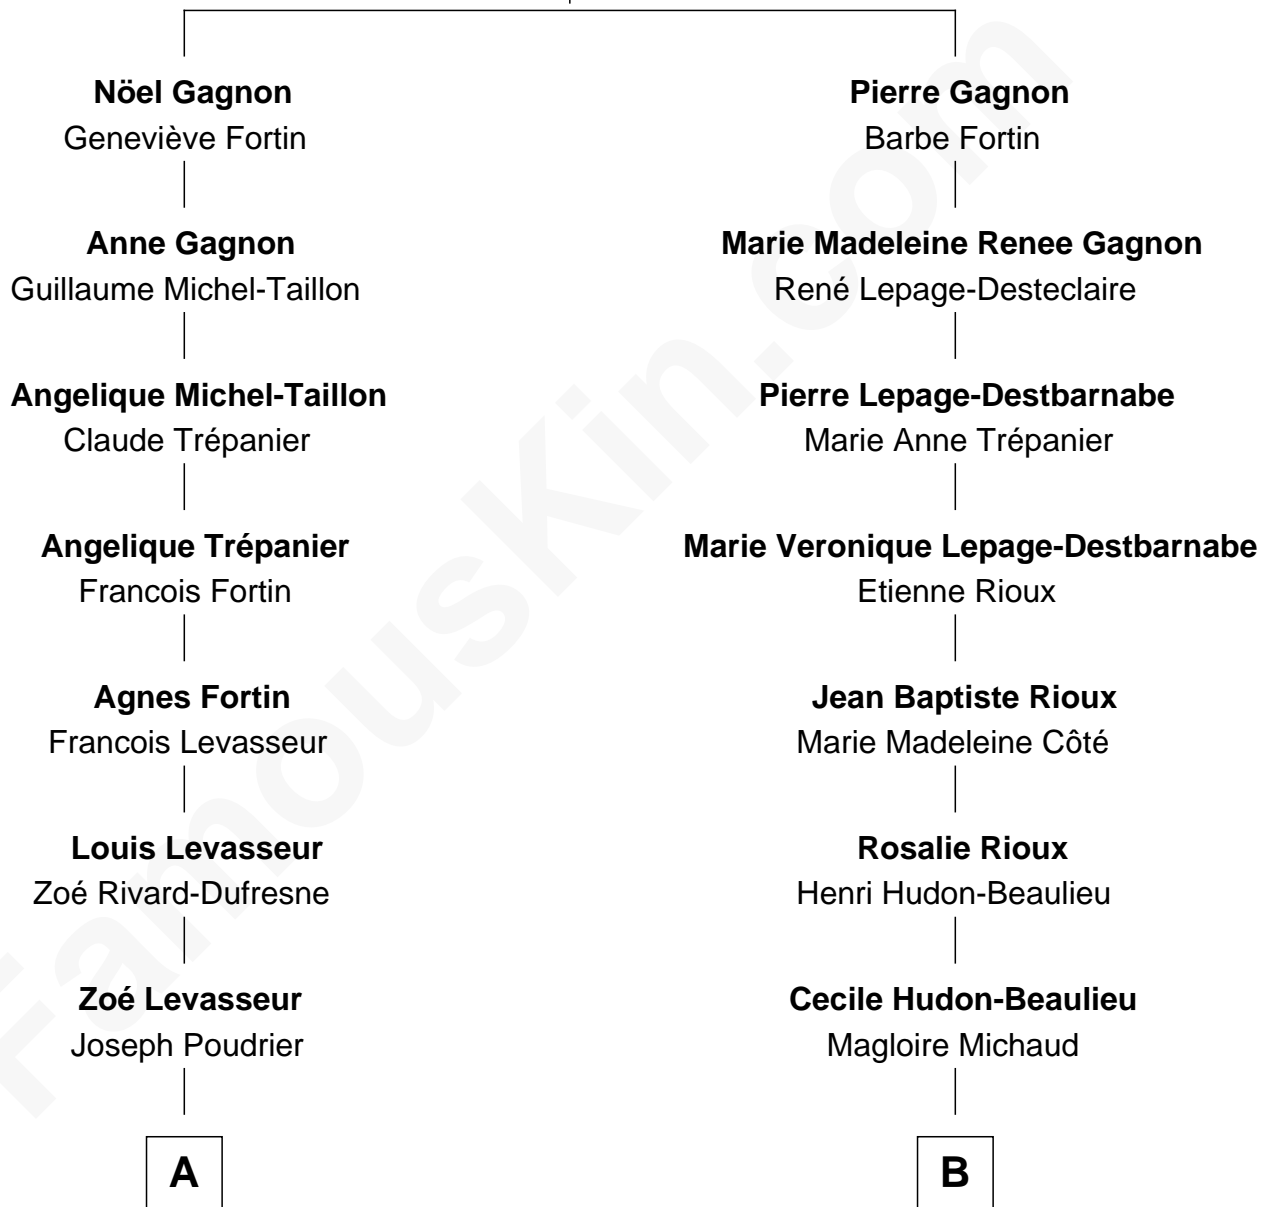 Nöel Gagnon
Geneviève Fortin
Anne Gagnon
Guillaume Michel-Taillon
Angelique Michel-Taillon
Claude Trépanier
Angelique Trépanier
Francois Fortin
Agnes Fortin
Francois Levasseur
Louis Levasseur
Zoé Rivard-Dufresne
Zoé Levasseur
Joseph Poudrier
A
Pierre Gagnon
Barbe Fortin
Marie Madeleine Renee Gagnon
René Lepage-Desteclaire
Pierre Lepage-Destbarnabe
Marie Anne Trépanier
Marie Veronique Lepage-Destbarnabe
Etienne Rioux
Jean Baptiste Rioux
Marie Madeleine Côté
Rosalie Rioux
Henri Hudon-Beaulieu
Cecile Hudon-Beaulieu
Magloire Michaud
B
FamousKin.com